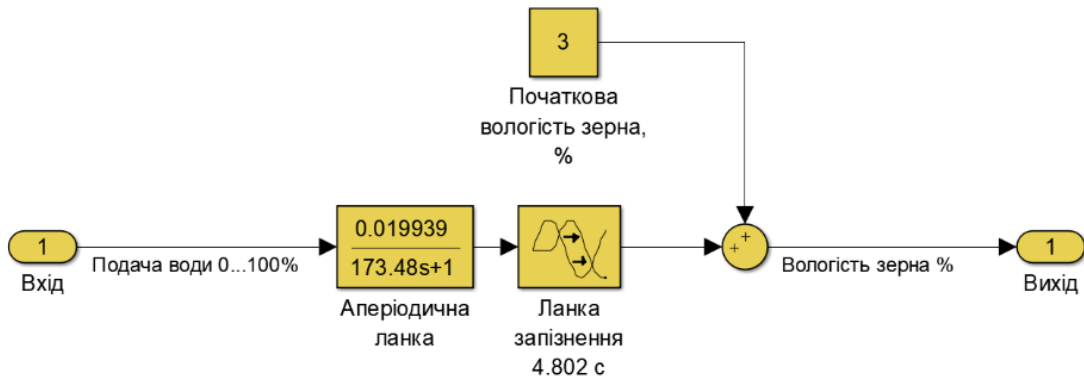 3
Початкова
вологість зерна,
%
1
Вхід
Подача води 0...100%
0.019939
173.48s+1
Аперіодична
ланка
Ланка
запізнення
4.802 с
+
+
Вологість зерна %
1
Вихід